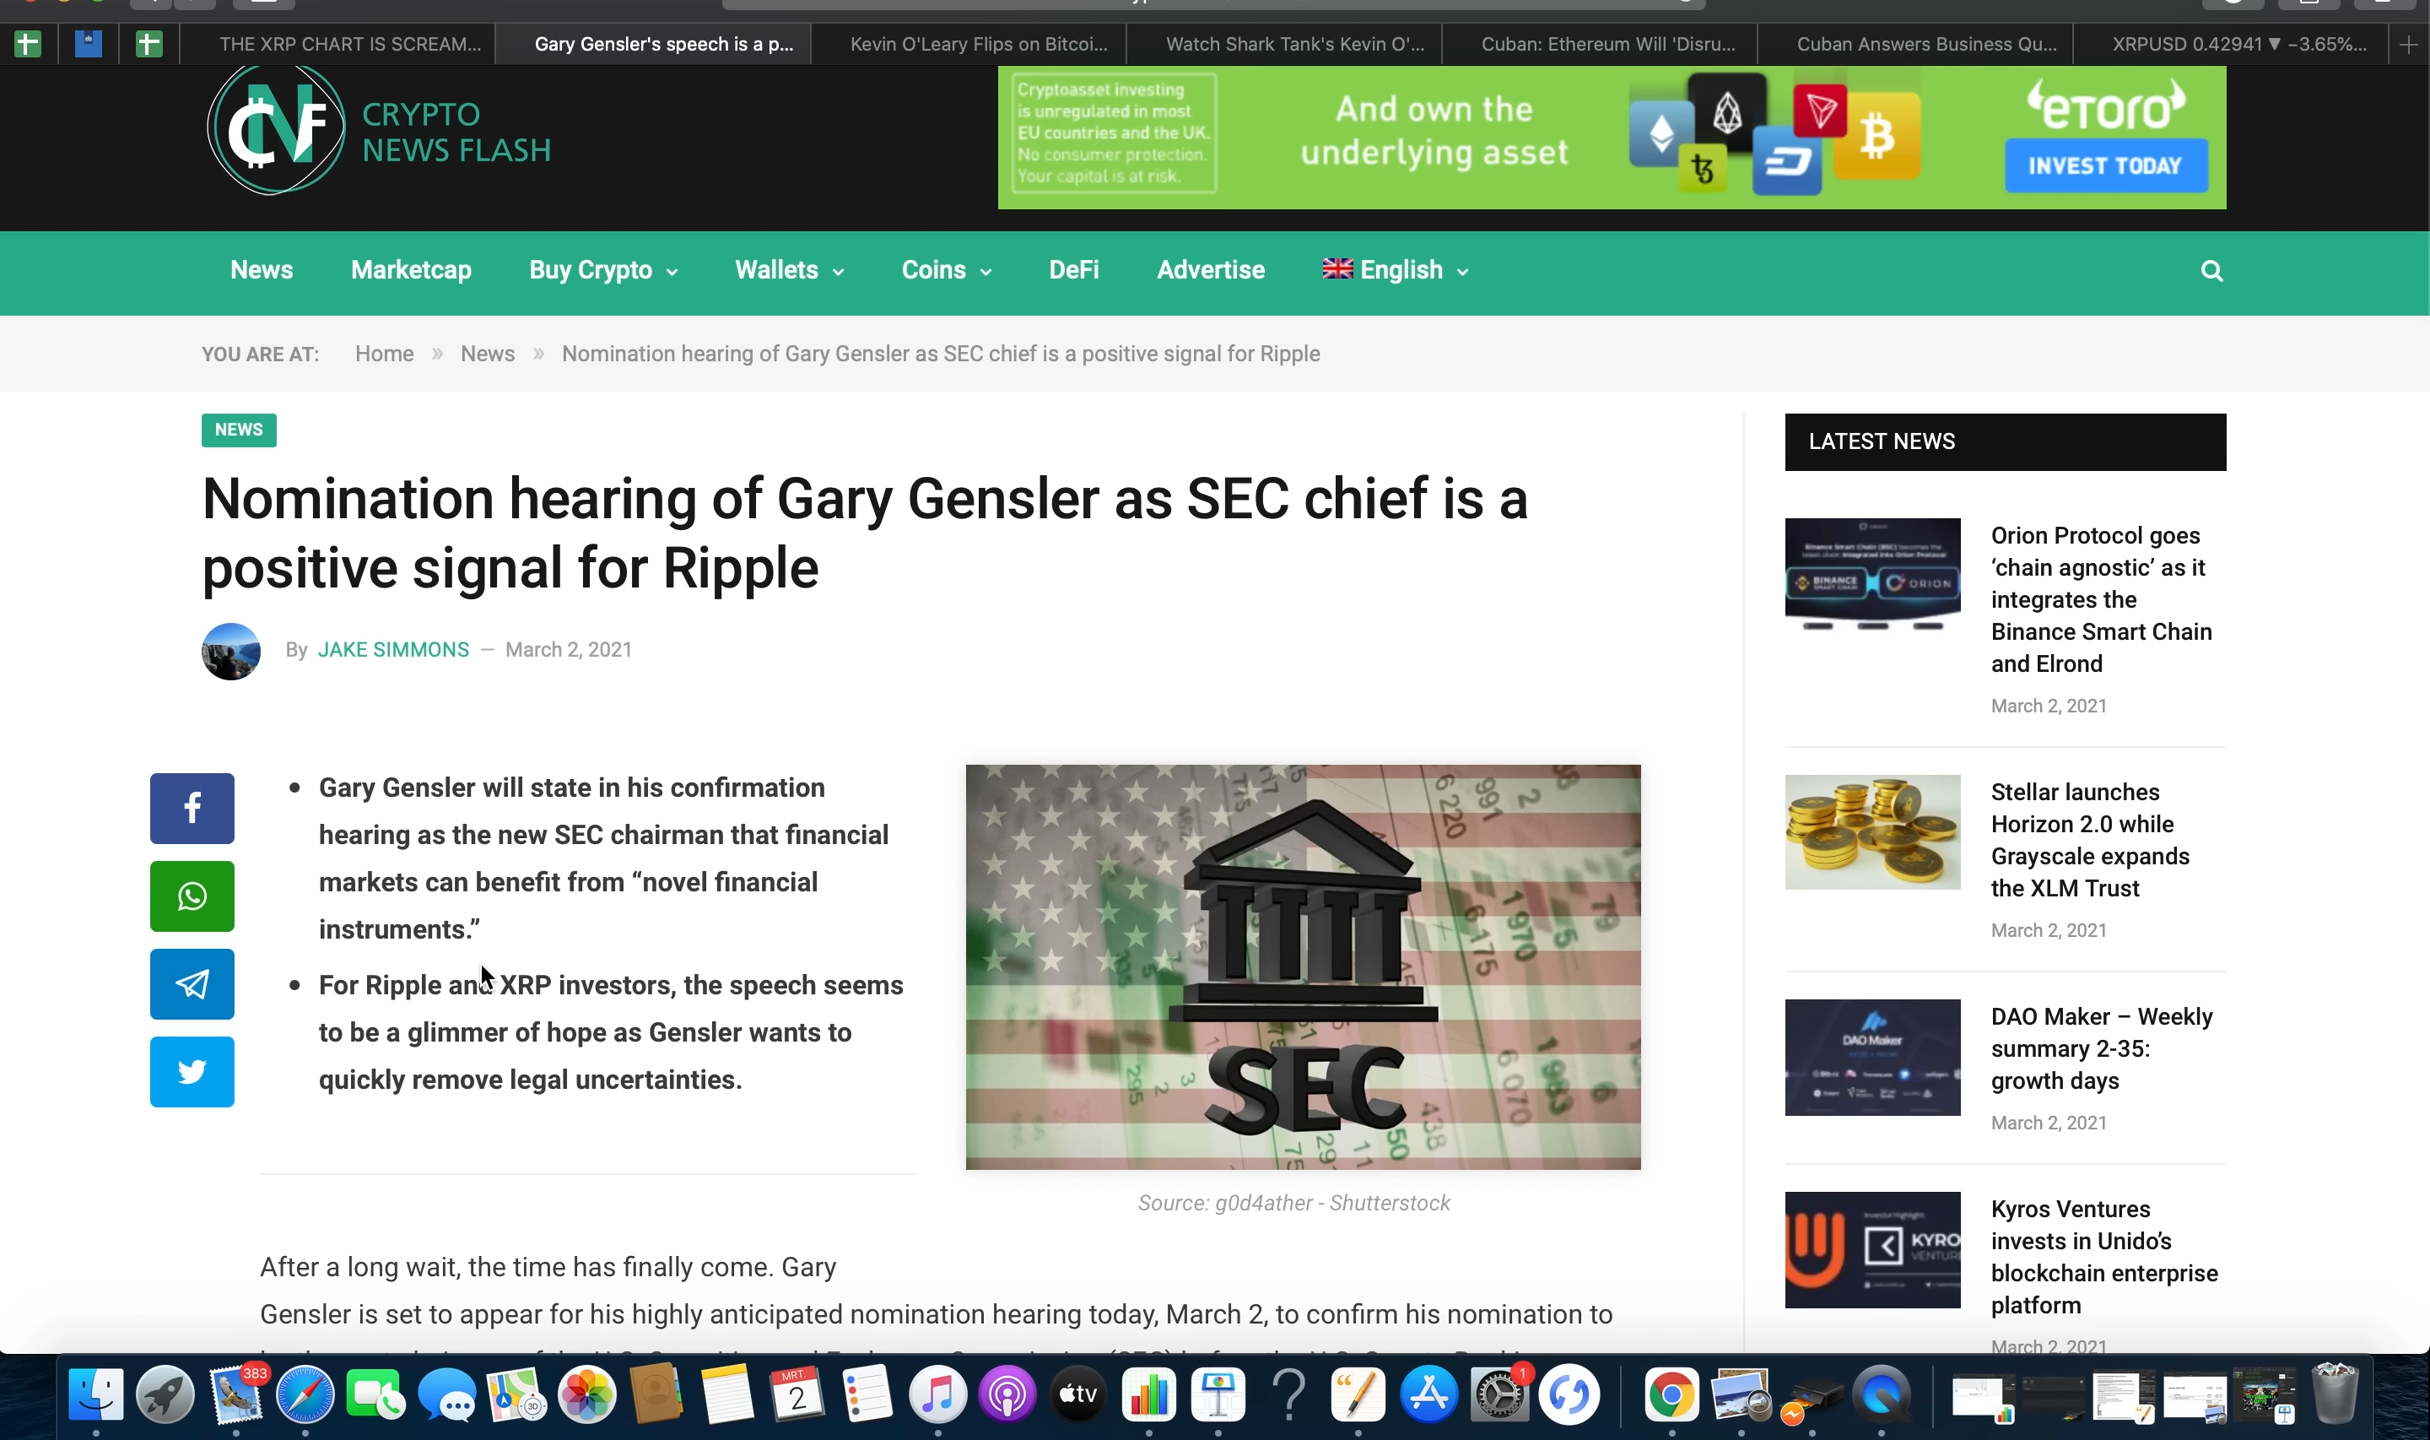 THE XRP CHART IS SCREAM...
Gary Gensler's speech is a p...
Kevin O'Leary Flips on Bitcoi...
Watch Shark Tank's Kevin O'...
Cuban: Ethereum Will 'Disru...
Cuban Answers Business Qu...
XRPUSD 0.42941 ▼ −3.65%...
CNF
CRYPTO
NEWS FLASH
Cryptoasset investing
is unregulated in most
EU countries and the UK.
No consumer protection.
Your capital is at risk.
And own the
underlying asset
eToro
INVEST TODAY
News
Marketcap
Buy Crypto
Wallets
Coins
DeFi
Advertise
English
YOU ARE AT: Home » News » Nomination hearing of Gary Gensler as SEC chief is a positive signal for Ripple
NEWS
Nomination hearing of Gary Gensler as SEC chief is a
positive signal for Ripple
By JAKE SIMMONS — March 2, 2021
• Gary Gensler will state in his confirmation
hearing as the new SEC chairman that financial
markets can benefit from “novel financial
instruments.”
• For Ripple and XRP investors, the speech seems
to be a glimmer of hope as Gensler wants to
quickly remove legal uncertainties.
SEC
Source: g0d4ather - Shutterstock
After a long wait, the time has finally come. Gary
Gensler is set to appear for his highly anticipated nomination hearing today, March 2, to confirm his nomination to
LATEST NEWS
BINANCE
ORION
Orion Protocol goes
‘chain agnostic’ as it
integrates the
Binance Smart Chain
and Elrond
March 2, 2021
Stellar launches
Horizon 2.0 while
Grayscale expands
the XLM Trust
March 2, 2021
DAO Maker
DAO Maker – Weekly
summary 2-35:
growth days
March 2, 2021
KYRO
Kyros Ventures
invests in Unido’s
blockchain enterprise
platform
March 2, 2021
383
3D
MRT.
2
tv
1